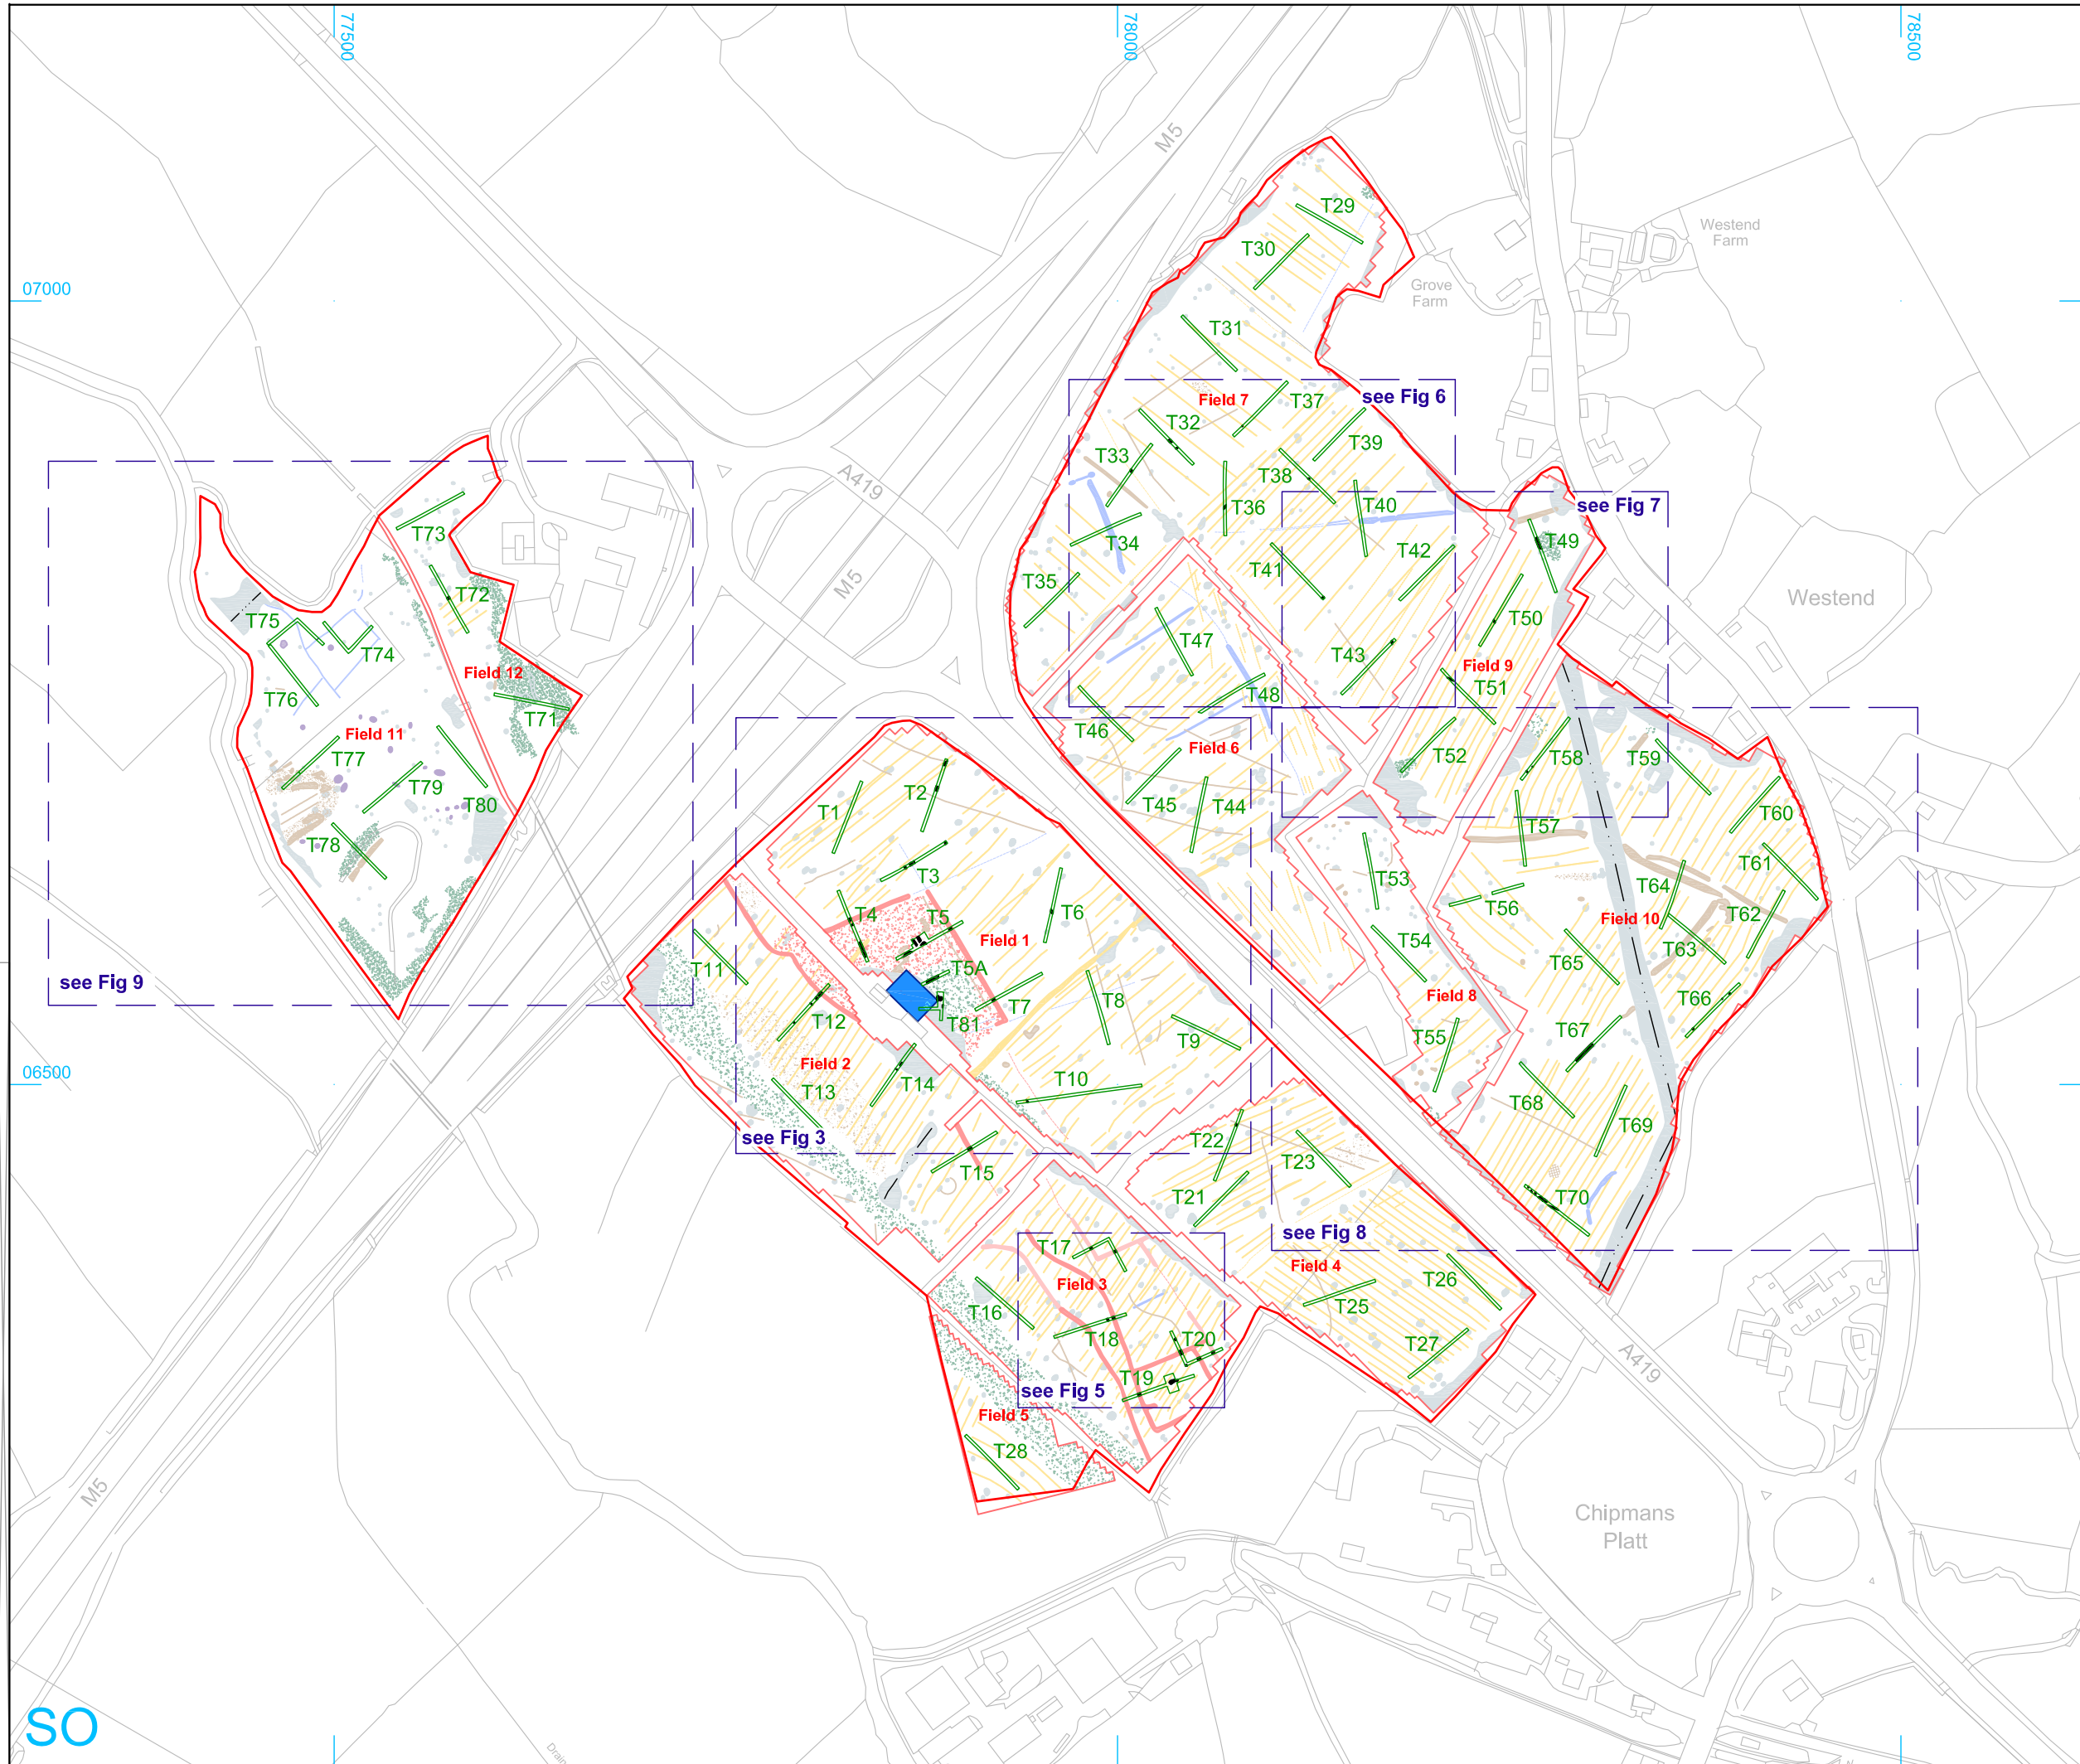 77500
78000
78500
M5
Westend
Farm
T29
T30
07000
Grove
Farm
T31
see Fig 6
Field 7
T37
T32
T39
T33
A419
T38
T36
T40
see Fig 7
T73
T34
T49
T42
T41
M5
T35
T72
Westend
T75
T50
T47
T74
T43
Field 9
Field 12
T51
T76
T48
T71
T46
Field 11
T52
Field 6
T58
T59
T77
T79
T2
T1
T80
T45
T44
T60
T57
T78
T61
T3
T53
T64
T4
T5
T6
T56
Field 10
T62
Field 1
T11
T54
T63
T65
see Fig 9
T5A
T7
T8
Field 8
T66
T12
T81
T67
T55
T9
Field 2
06500
T14
T10
T13
T68
T69
see Fig 3
T22
T23
T15
T21
T70
see Fig 8
T17
Field 4
Field 3
T26
T16
T25
T18
T20
T27
A419
T19
see Fig 5
Field 5
T28
M5
Chipmans
Platt
SO